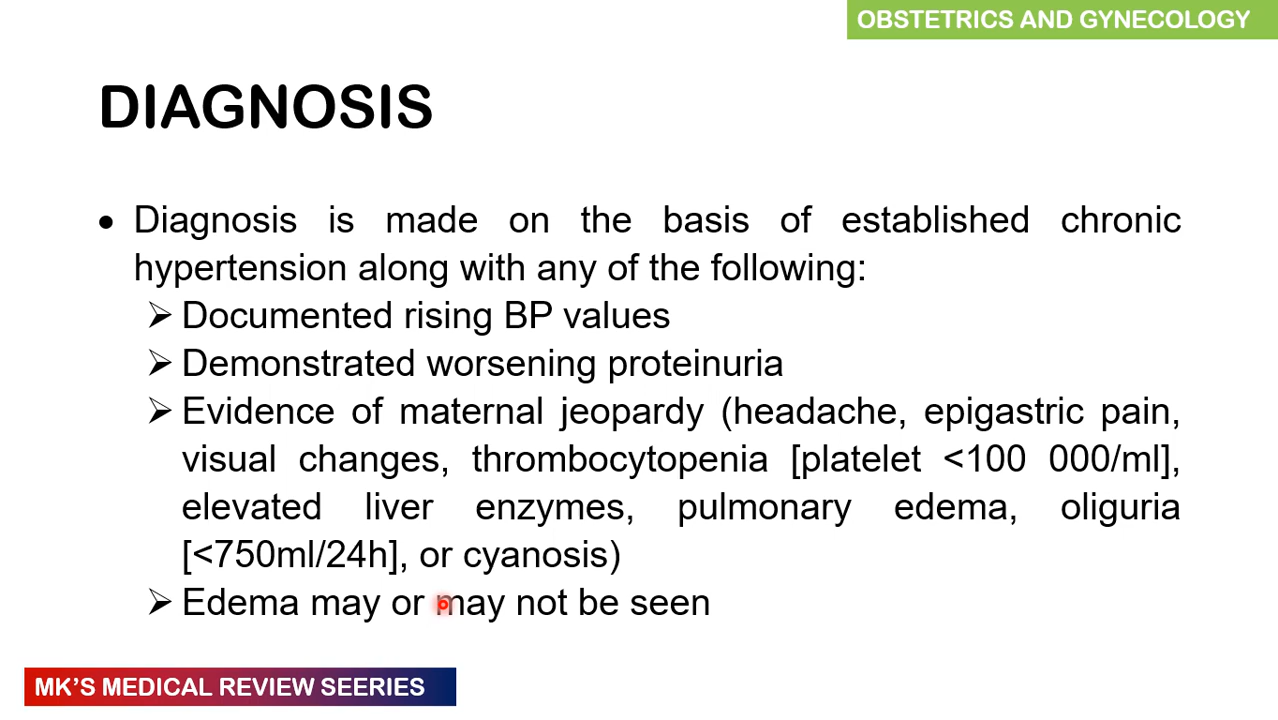 OBSTETRICS AND GYNECOLOGY
DIAGNOSIS
• Diagnosis is made on the basis of established chronic
hypertension along with any of the following:
➢ Documented rising BP values
➢ Demonstrated worsening proteinuria
➢ Evidence of maternal jeopardy (headache, epigastric pain,
visual changes, thrombocytopenia [platelet <100 000/ml],
elevated liver enzymes, pulmonary edema, oliguria
[<750ml/24h], or cyanosis)
➢ Edema may or may not be seen
MK’S MEDICAL REVIEW SEERIES